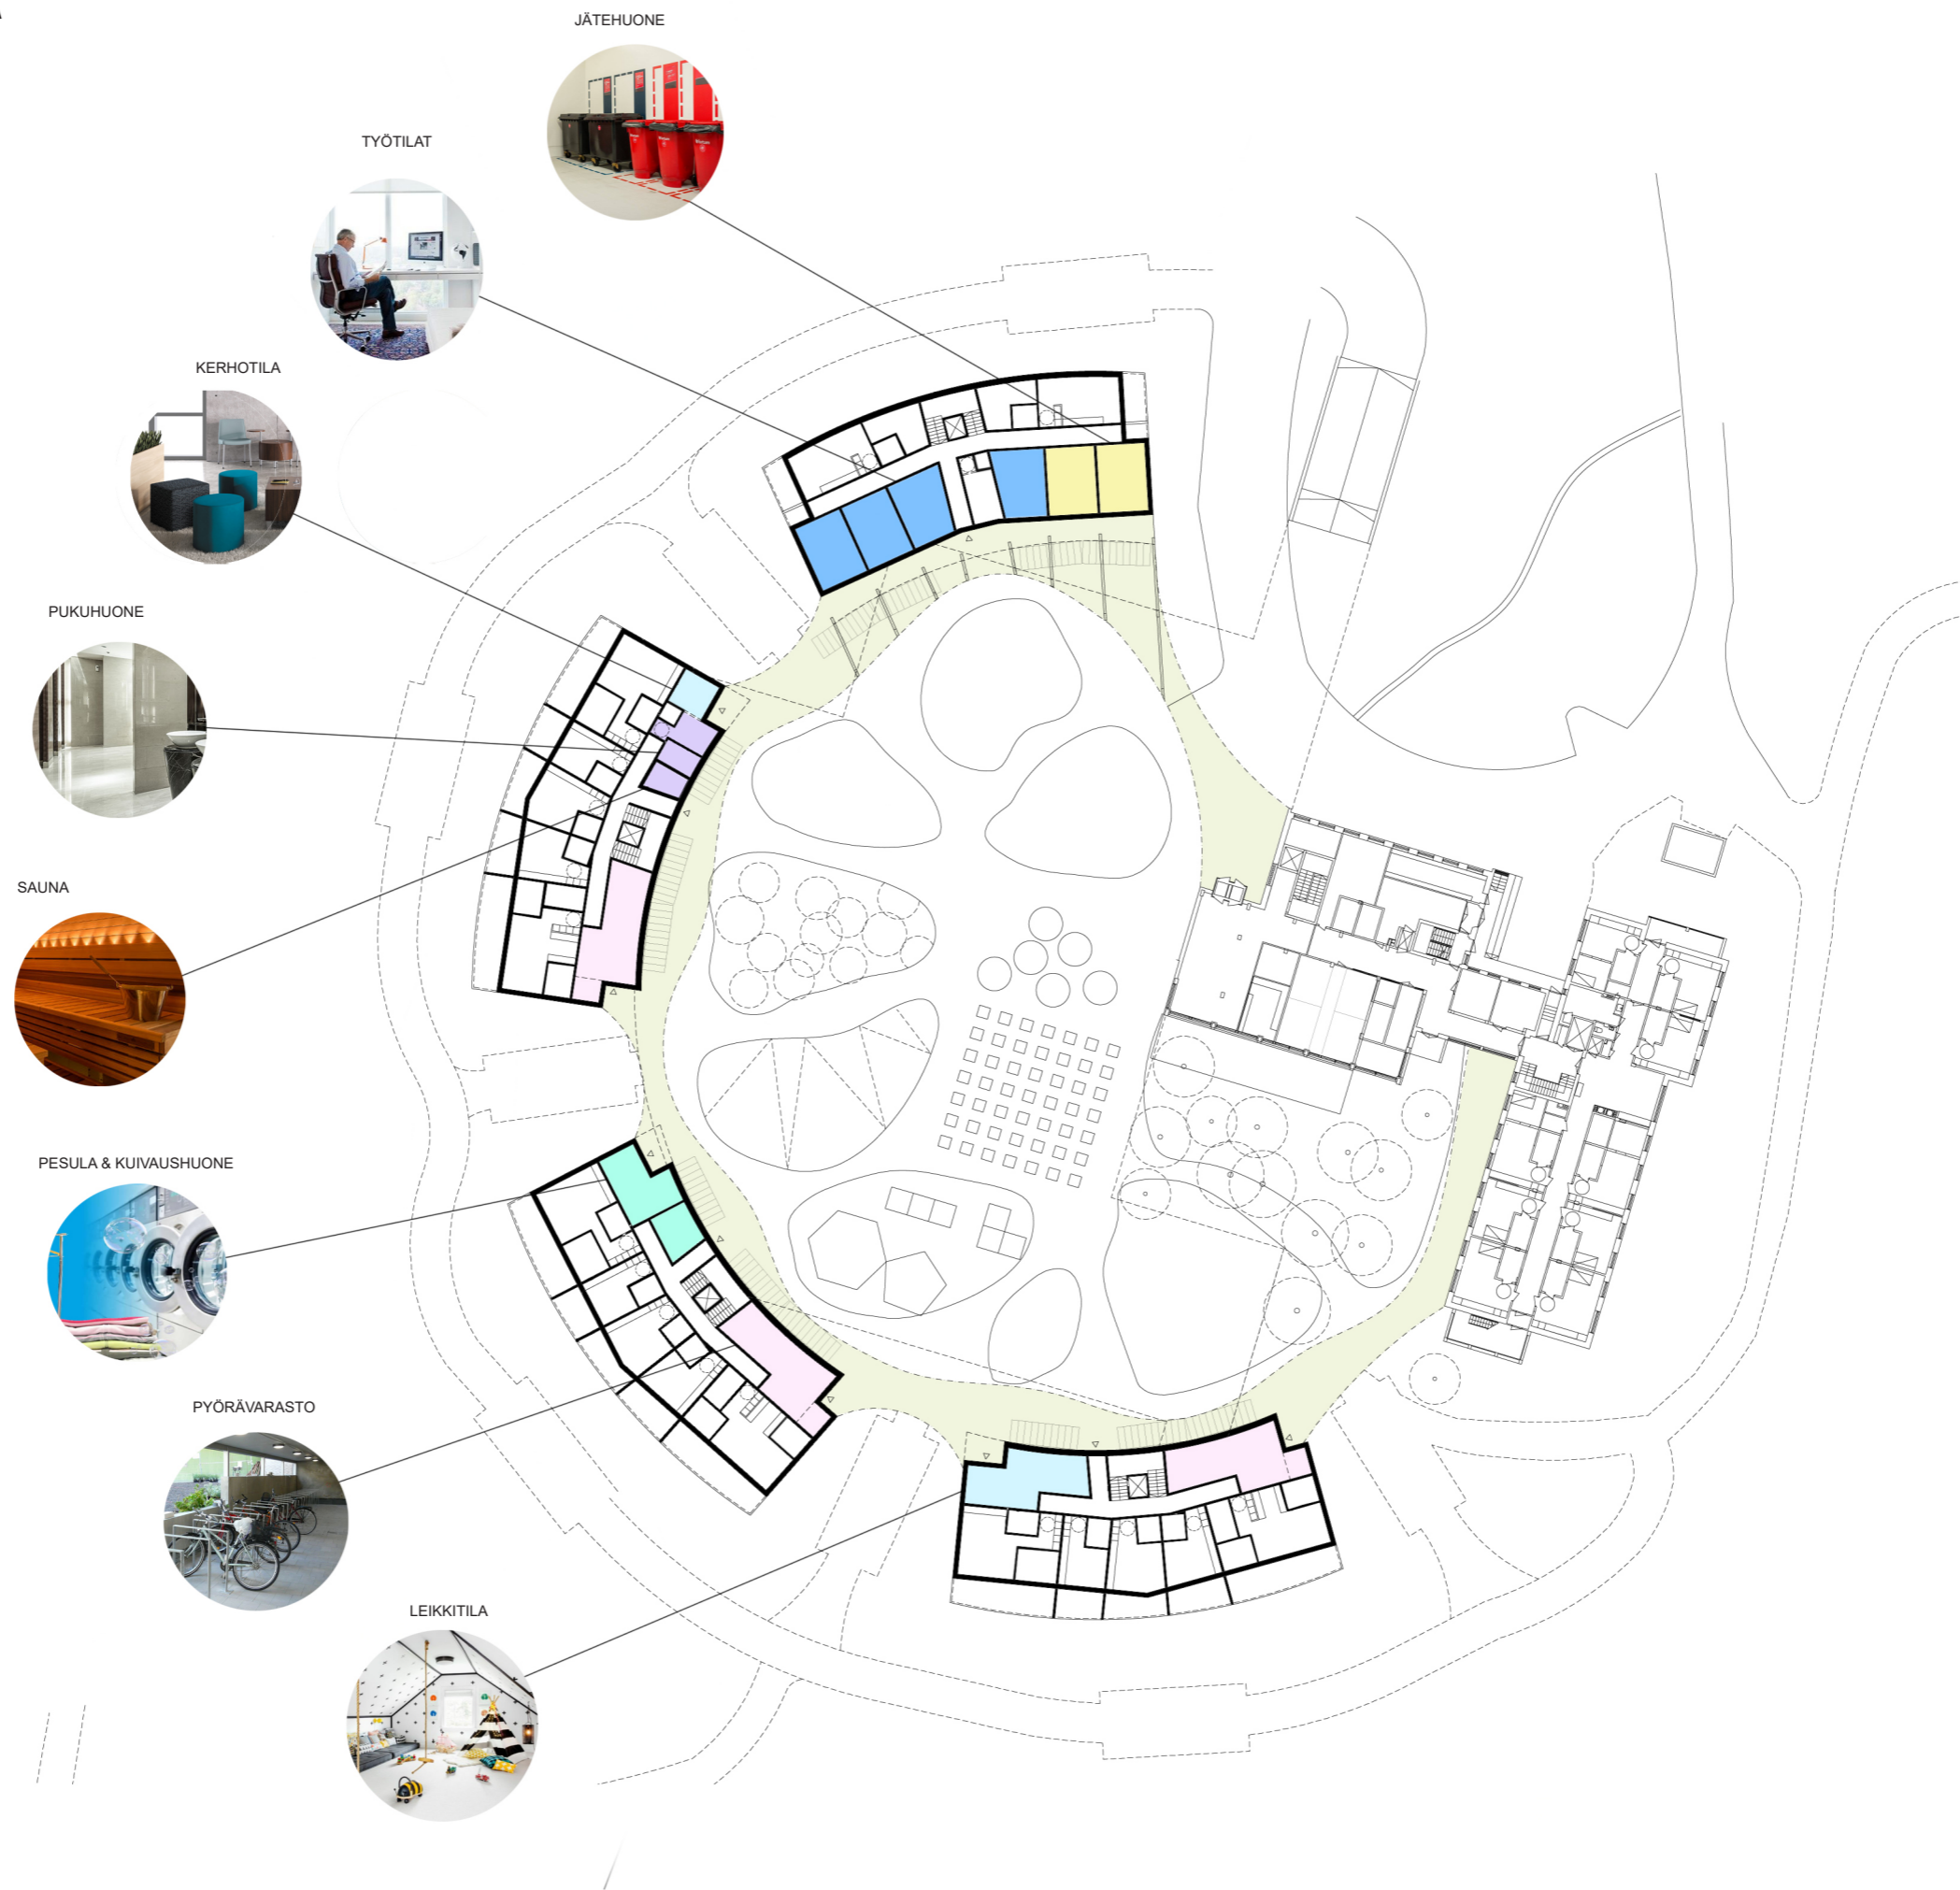 JÄTEHUONE
TYÖTILAT
KERHOTILA
PUKUHUONE
SAUNA
PESULA & KUIVAUSHUONE
PYÖRÄVARASTO
LEIKKITILA